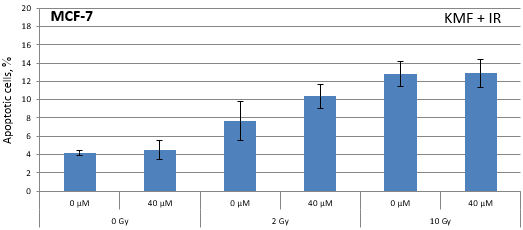 MCF-7
KMF + IR
Apoptotic cells, %
20
18
16
14
12
10
8
6
4
2
0
0 µM 40 µM 0 µM 40 µM 0 µM 40 µM
0 Gy 2 Gy 10 Gy